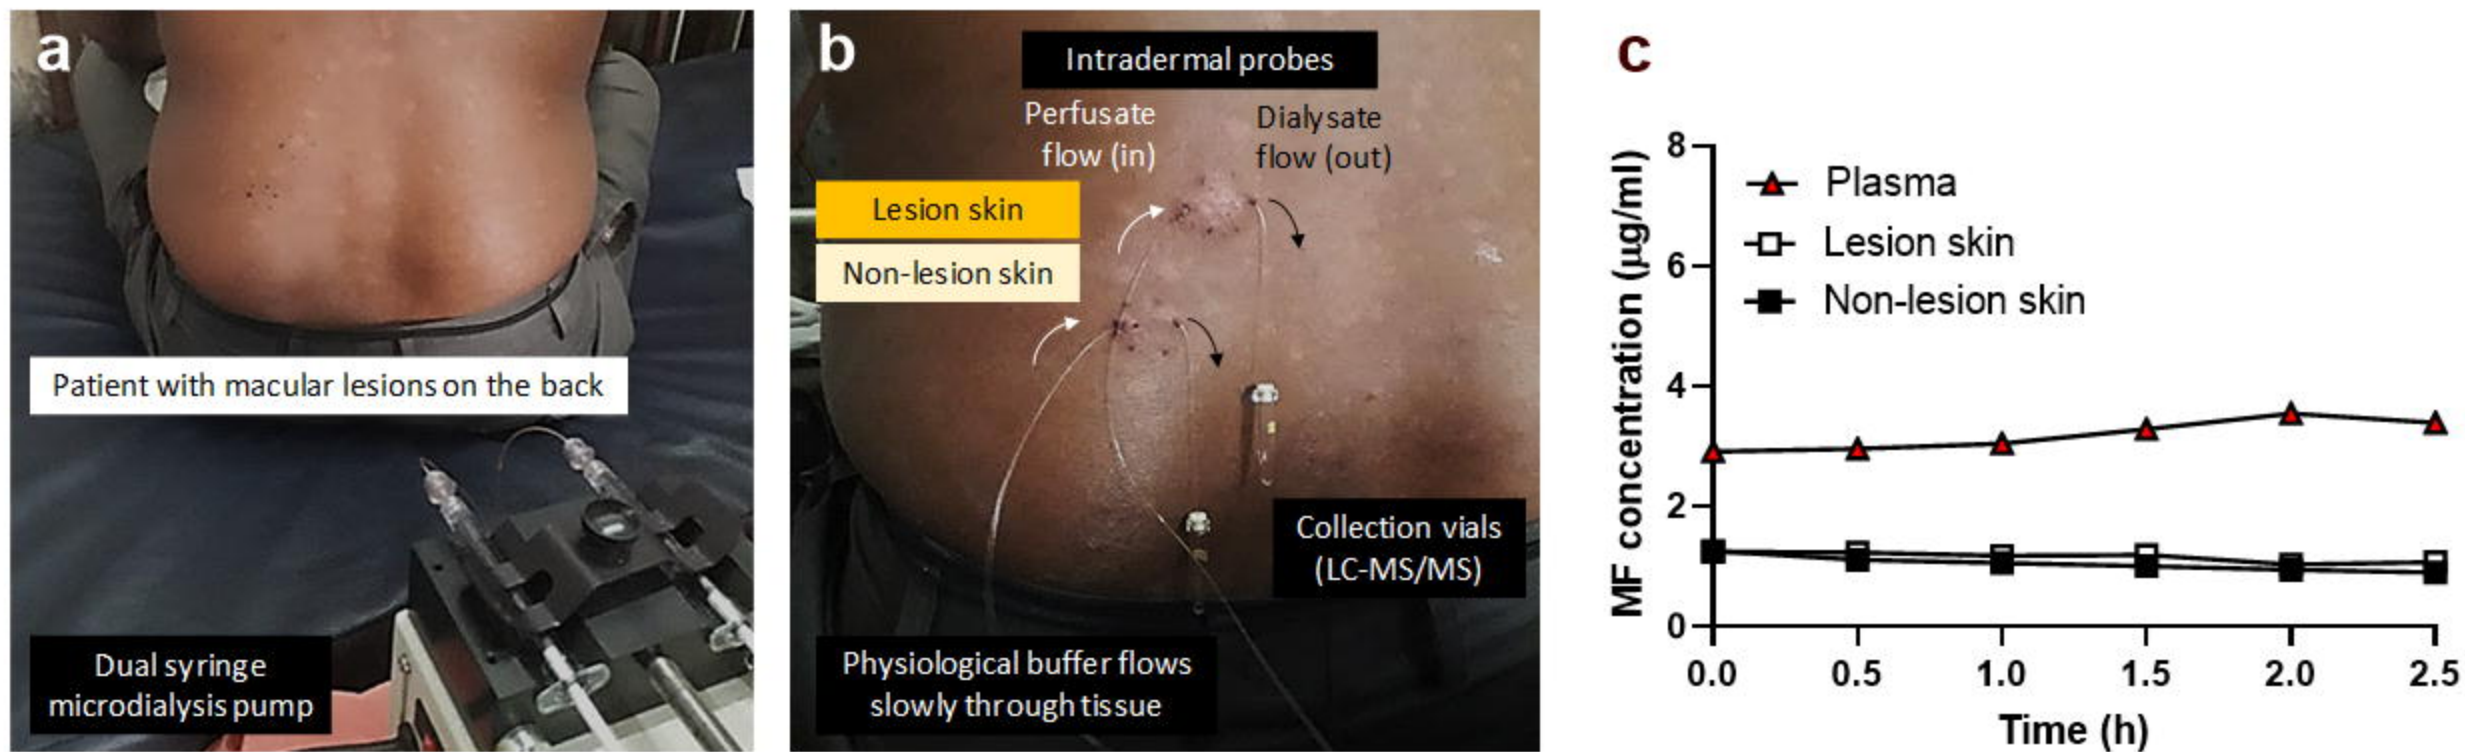 a
Patient with macular lesions on the back
Dual syringe
microdialysis pump
b
Intradermal probes
Perfusate
flow (in)
Dialysate
flow (out)
Lesion skin
Non-lesion skin
Collection vials
(LC-MS/MS)
Physiological buffer flows
slowly through tissue
c
MF concentration (µg/ml)
8
6
4
2
0
Plasma
Lesion skin
Non-lesion skin
0.0 0.5 1.0 1.5 2.0 2.5
Time (h)